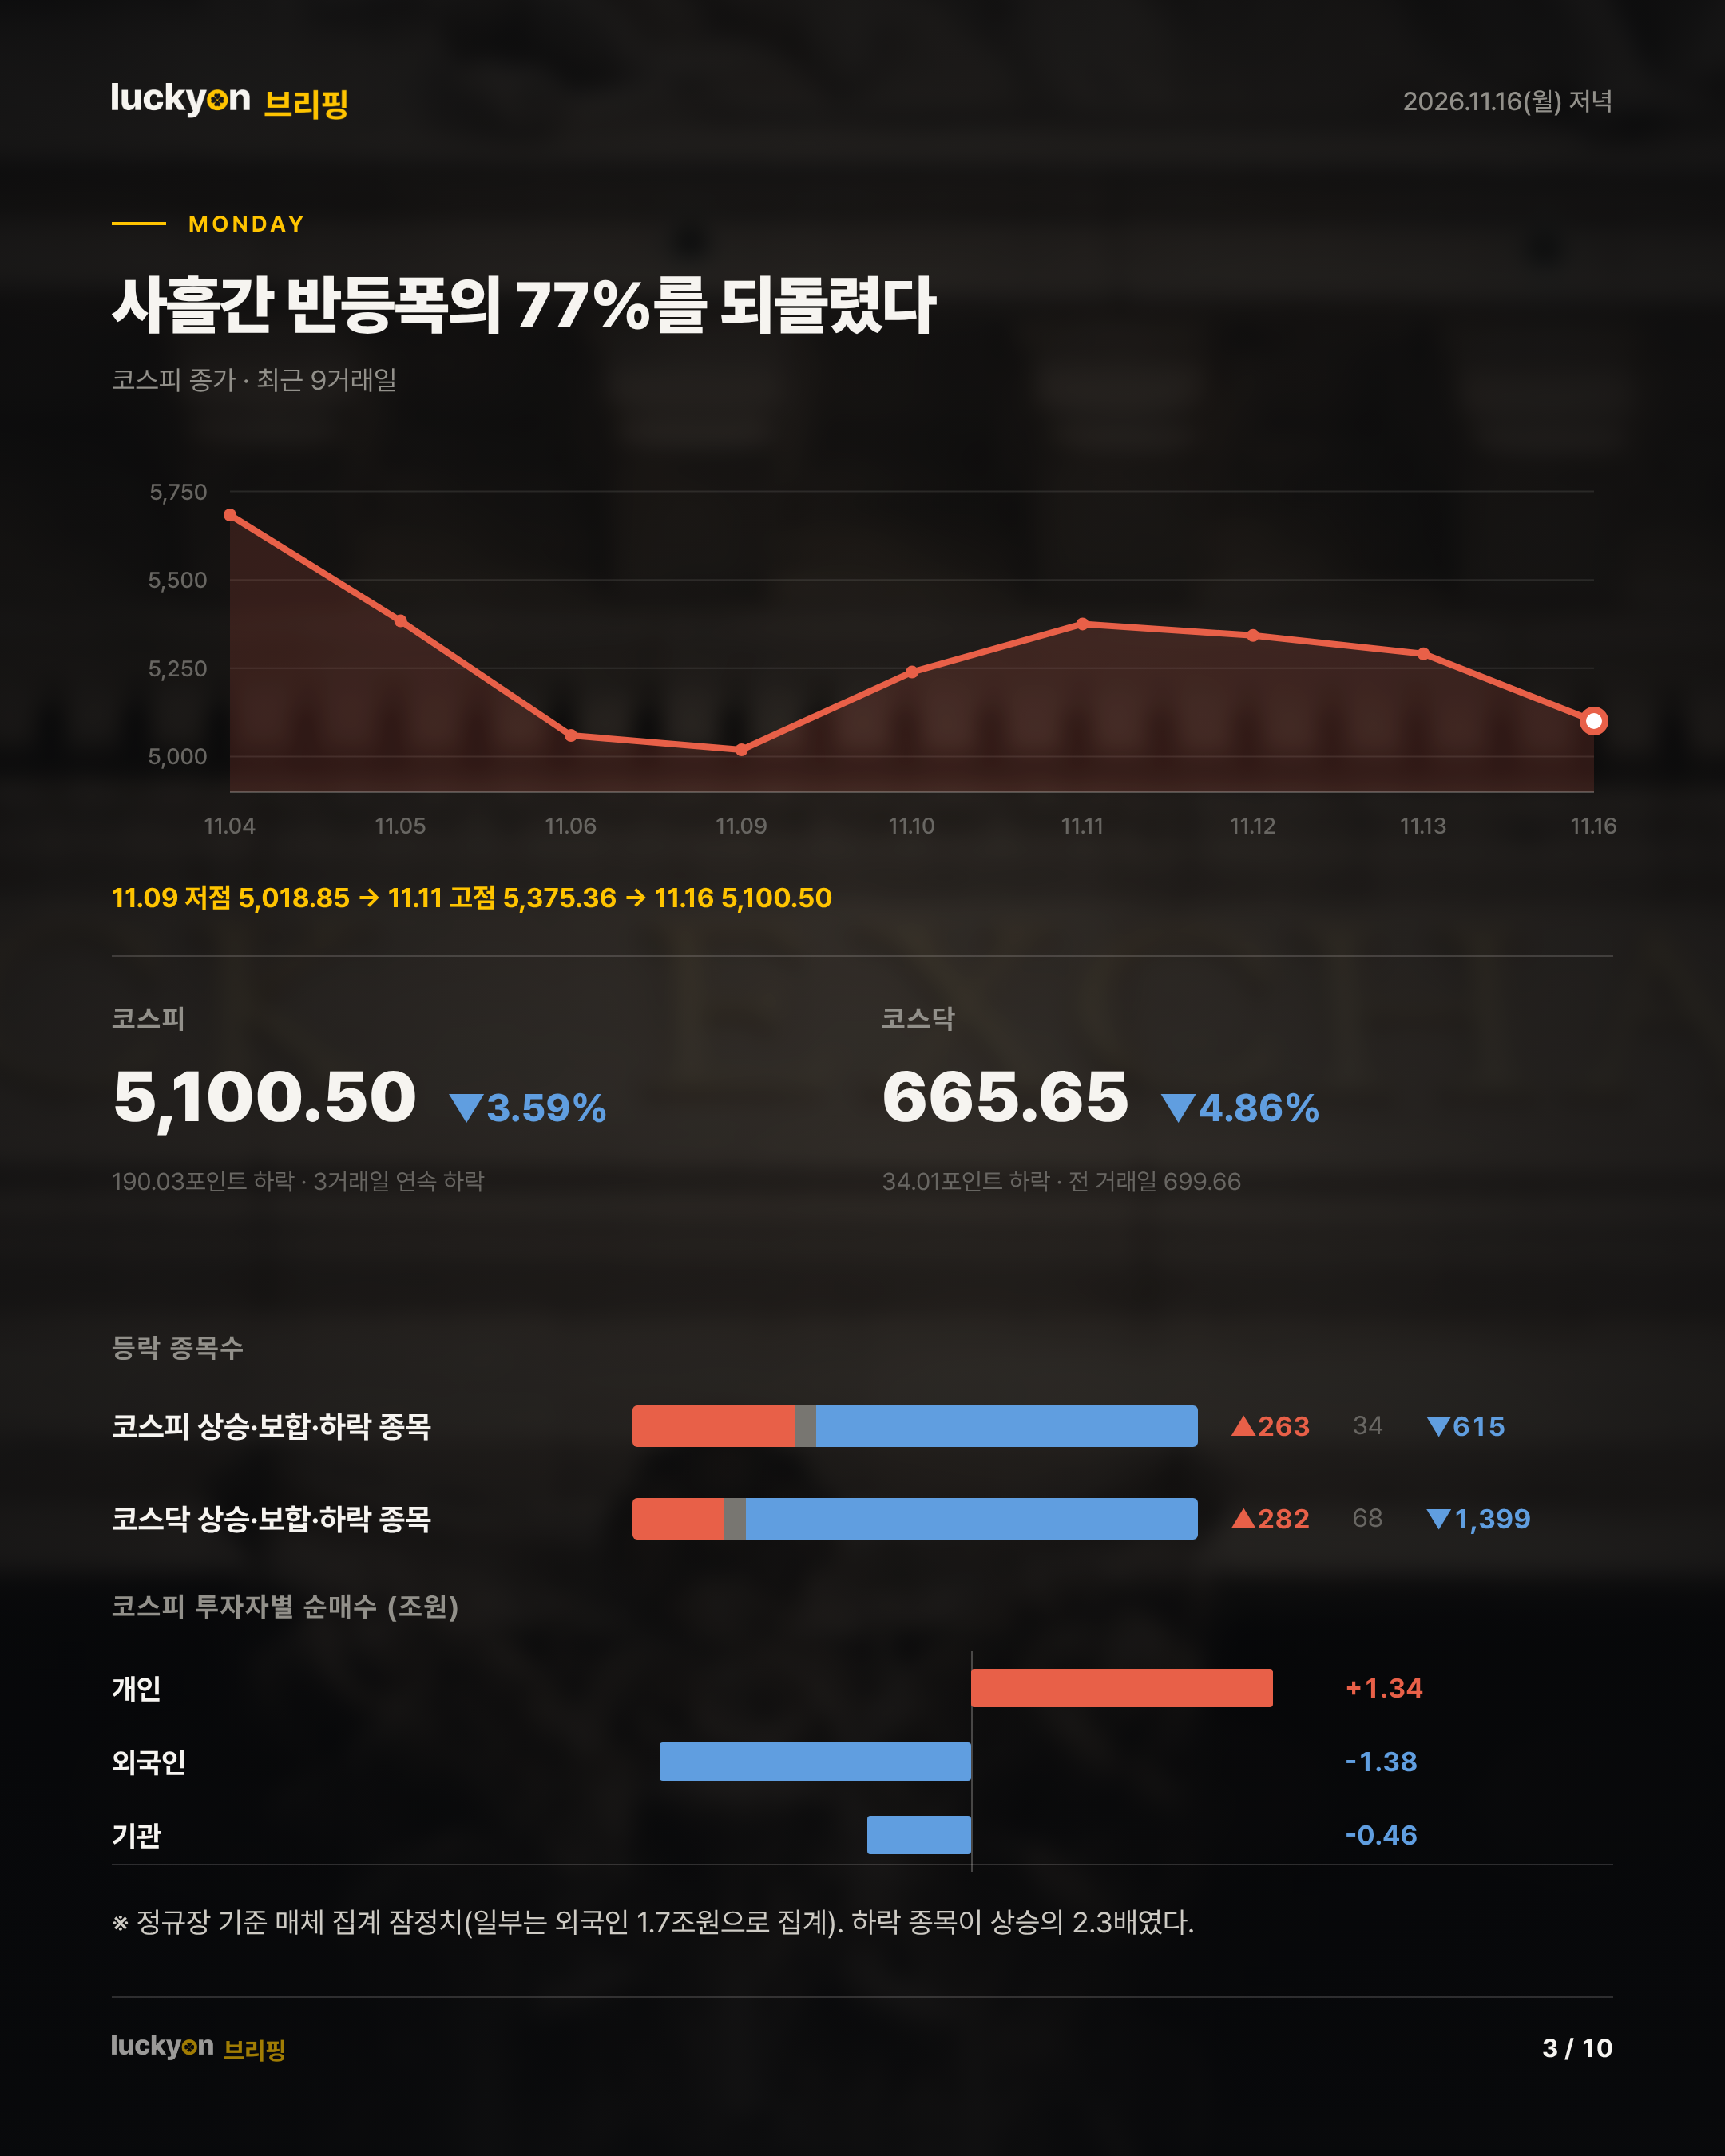 luckyon 브리핑
2026.11.16(월) 저녁
MONDAY
사흘간 반등폭의 77%를 되돌렸다
코스피 종가 · 최근 9거래일
5,750
5,500
5,250
5,000
11.04 11.05 11.06 11.09 11.10 11.11 11.12 11.13 11.16
11.09 저점 5,018.85 → 11.11 고점 5,375.36 → 11.16 5,100.50
코스피
5,100.50 ▼3.59%
190.03포인트 하락 · 3거래일 연속 하락
코스닥
665.65 ▼4.86%
34.01포인트 하락 · 전 거래일 699.66
등락 종목수
코스피 상승·보합·하락 종목 ▲263 34 ▼615
코스닥 상승·보합·하락 종목 ▲282 68 ▼1,399
코스피 투자자별 순매수 (조원)
개인 +1.34
외국인 -1.38
기관 -0.46
※ 정규장 기준 매체 집계 잠정치(일부는 외국인 1.7조원으로 집계). 하락 종목이 상승의 2.3배였다.
luckyon 브리핑
3 / 10